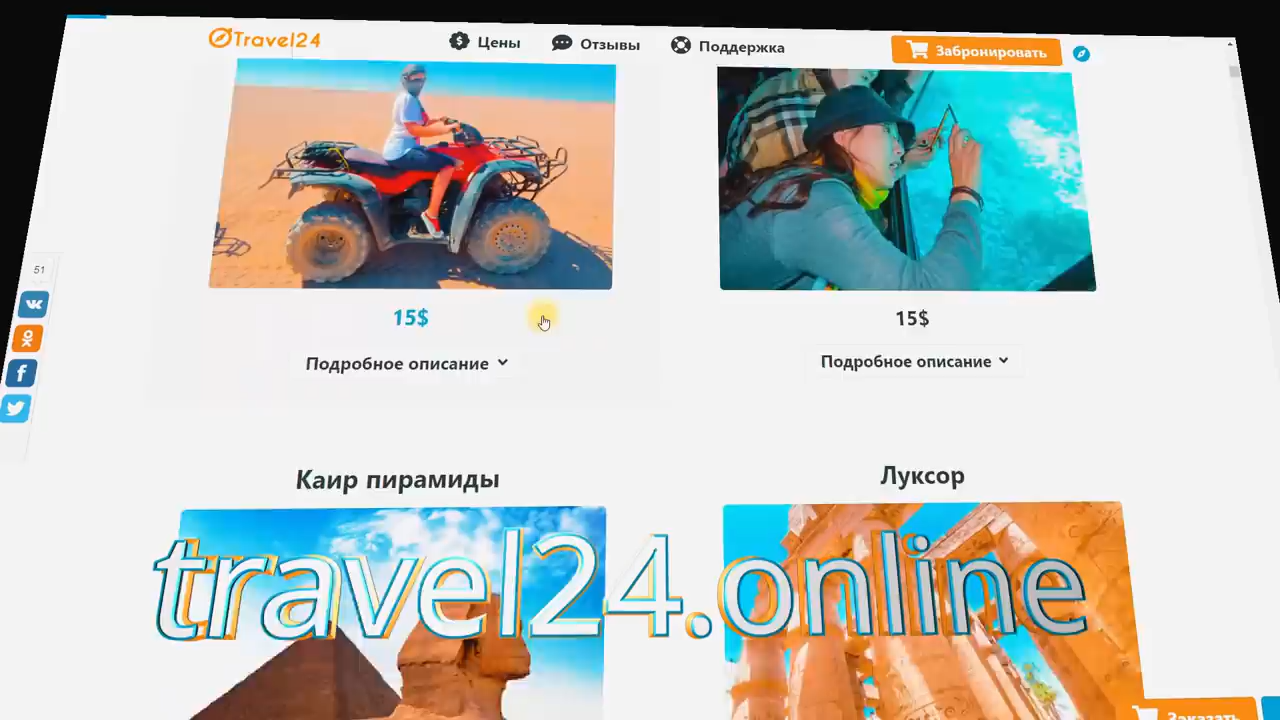 Travel24
Цены
Отзывы
Поддержка
Забронировать
51
15$
15$
Подробное описание
Подробное описание
Каир пирамиды
Луксор
travel24.online
Заказать